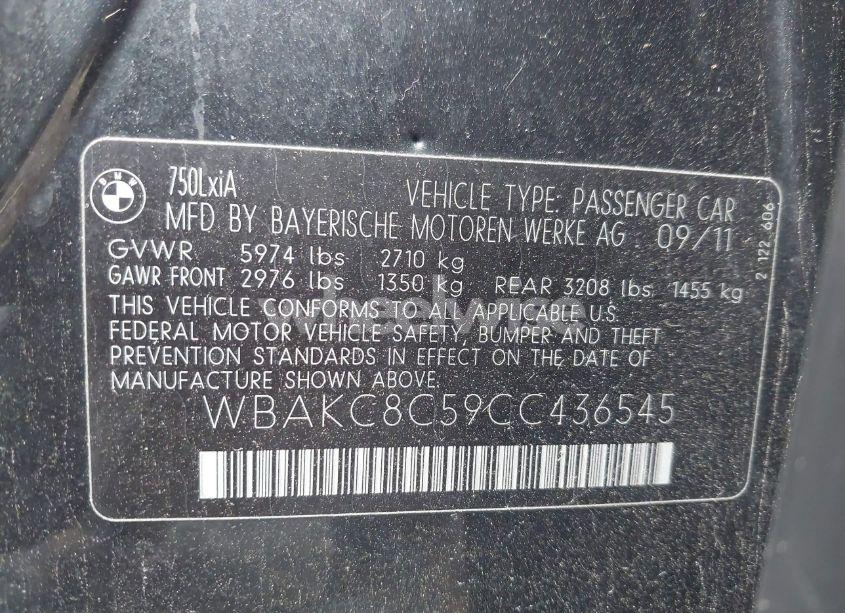 BMW
750LxiA VEHICLE TYPE: PASSENGER CAR
MFD BY BAYERISCHE MOTOREN WERKE AG 09/11
GVWR 5974 lbs 2710 kg
GAWR FRONT 2976 lbs 1350 kg REAR 3208 lbs 1455 kg
THIS VEHICLE CONFORMS TO ALL APPLICABLE U.S.
FEDERAL MOTOR VEHICLE SAFETY, BUMPER AND THEFT
PREVENTION STANDARDS IN EFFECT ON THE DATE OF
MANUFACTURE SHOWN ABOVE.
WBAKC8C59CC436545
2 122 606